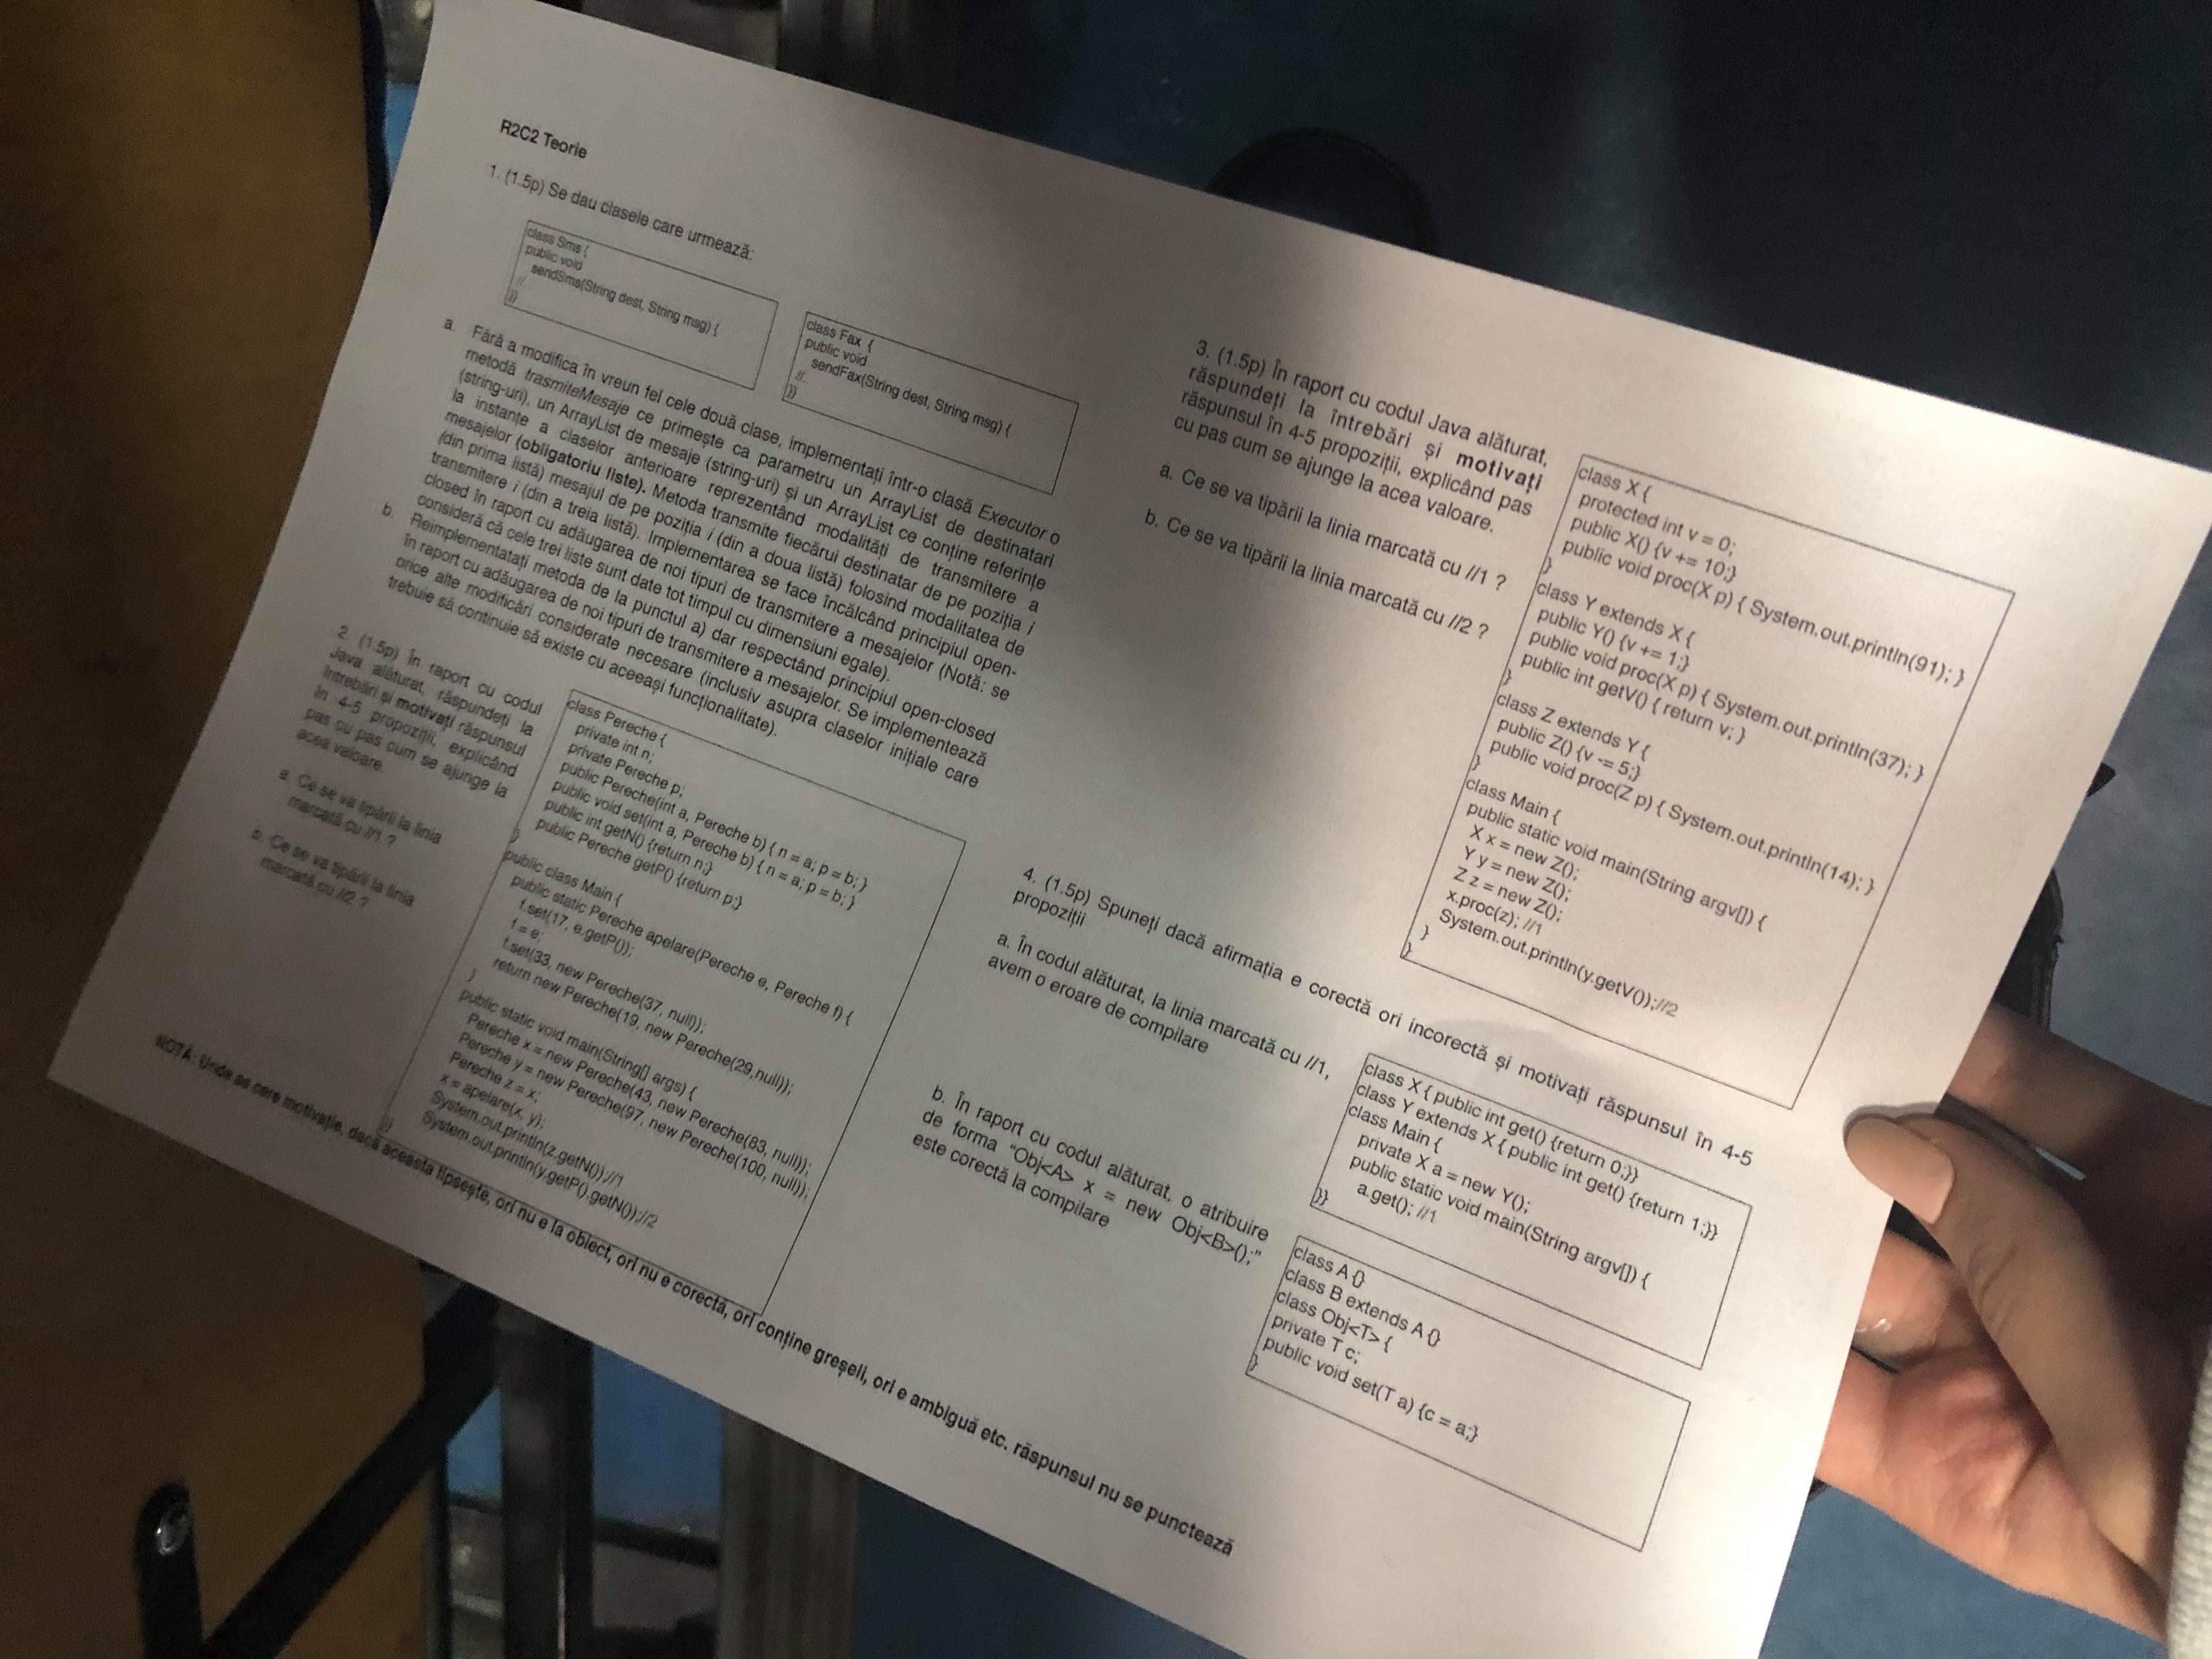 R2C2 Teorie
1. (1.5p) Se dau clasele care urmează:
class Sms {
public void
sendSms(String dest, String msg) {
//...
}}
class Fax {
public void
sendFax(String dest, String msg) {
//...
}}
a. Fără a modifica în vreun fel cele două clase, implementați într-o clasă Executor o
metodă trasmiteMesaje ce primește ca parametru un ArrayList de destinatari
(string-uri), un ArrayList de mesaje (string-uri) și un ArrayList ce conține referințe
la instanțe a claselor anterioare reprezentând modalități de transmitere a
mesajelor (obligatoriu liste). Metoda transmite fiecărui destinatar de pe poziția i
(din prima listă) mesajul de pe poziția i (din a doua listă) folosind modalitatea de
transmitere i (din a treia listă). Implementarea se face încălcând principiul open-
closed în raport cu adăugarea de noi tipuri de transmitere a mesajelor (Notă: se
consideră că cele trei liste sunt date tot timpul cu dimensiuni egale).
b. Reimplementatați metoda de la punctul a) dar respectând principiul open-closed
în raport cu adăugarea de noi tipuri de transmitere a mesajelor. Se implementează
orice alte modificări considerate necesare (inclusiv asupra claselor inițiale care
trebuie să continuie să existe cu aceeași funcționalitate).
2. (1.5p) În raport cu codul
Java alăturat, răspundeți la
întrebări și motivați răspunsul
în 4-5 propoziții, explicând
pas cu pas cum se ajunge la
acea valoare.
a. Ce se va tipării la linia
marcată cu //1 ?
b. Ce se va tipării la linia
marcată cu //2 ?
class Pereche {
private int n;
private Pereche p;
public Pereche(int a, Pereche b) { n = a; p = b; }
public void set(int a, Pereche b) { n = a; p = b; }
public int getN() {return n;}
public Pereche getP() {return p;}
}
public class Main {
public static Pereche apelare(Pereche e, Pereche f) {
f.set(17, e.getP());
f = e;
f.set(33, new Pereche(37, null));
return new Pereche(19, new Pereche(29,null));
}
public static void main(String[] args) {
Pereche x = new Pereche(43, new Pereche(83, null));
Pereche y = new Pereche(97, new Pereche(100, null));
Pereche z = x;
x = apelare(x, y);
System.out.println(z.getN());//1
System.out.println(y.getP().getN());//2
}}
3. (1.5p) În raport cu codul Java alăturat,
răspundeți la întrebări și motivați
răspunsul în 4-5 propoziții, explicând pas
cu pas cum se ajunge la acea valoare.
a. Ce se va tipării la linia marcată cu //1 ?
b. Ce se va tipării la linia marcată cu //2 ?
class X {
protected int v = 0;
public X() {v += 10;}
public void proc(X p) { System.out.println(91); }
}
class Y extends X {
public Y() {v += 1;}
public void proc(X p) { System.out.println(37); }
public int getV() { return v; }
}
class Z extends Y {
public Z() {v -= 5;}
public void proc(Z p) { System.out.println(14); }
}
class Main {
public static void main(String argv[]) {
X x = new Z();
Y y = new Z();
Z z = new Z();
x.proc(z); //1
System.out.println(y.getV());//2
}
}
4. (1.5p) Spuneți dacă afirmația e corectă ori incorectă și motivați răspunsul în 4-5
propoziții
a. În codul alăturat, la linia marcată cu //1,
avem o eroare de compilare
class X { public int get() {return 0;}}
class Y extends X { public int get() {return 1;}}
class Main {
private X a = new Y();
public static void main(String argv[]) {
a.get(); //1
}}
b. În raport cu codul alăturat, o atribuire
de forma “Obj<A> x = new Obj<B>();”
este corectă la compilare
class A {}
class B extends A {}
class Obj<T> {
private T c;
public void set(T a) {c = a;}
}
NOTĂ: Unde se cere motivație, dacă aceasta lipsește, ori nu e la obiect, ori nu e corectă, ori conține greșeli, ori e ambiguă etc. răspunsul nu se punctează